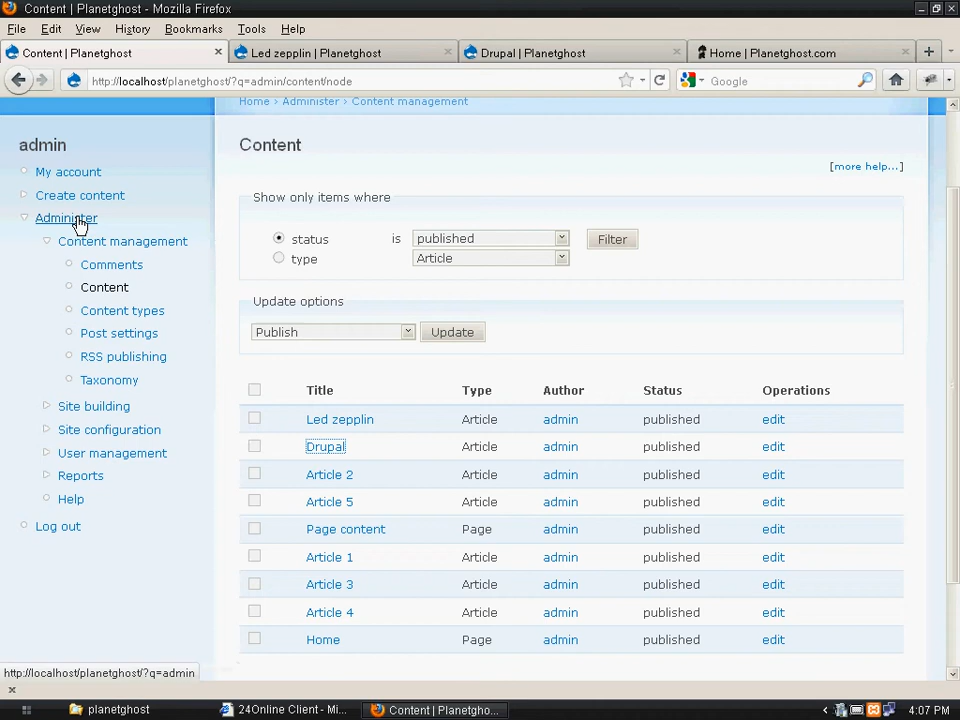 Content | Planetghost - Mozilla Firefox
File Edit View History Bookmarks Tools Help
Content | Planetghost Led zepplin | Planetghost Drupal | Planetghost Home | Planetghost.com
http://localhost/planetghost/?q=admin/content/node Google
Home › Administer › Content management
admin
My account
Create content
Administer
Content management
Comments
Content
Content types
Post settings
RSS publishing
Taxonomy
Site building
Site configuration
User management
Reports
Help
Log out
Content
[more help...]
Show only items where
status is published Filter
type Article
Update options
Publish Update
Title Type Author Status Operations
Led zepplin Article admin published edit
Drupal Article admin published edit
Article 2 Article admin published edit
Article 5 Article admin published edit
Page content Page admin published edit
Article 1 Article admin published edit
Article 3 Article admin published edit
Article 4 Article admin published edit
Home Page admin published edit
http://localhost/planetghost/?q=admin
planetghost 24Online Client - Mi... Content | Planetgho... 4:07 PM